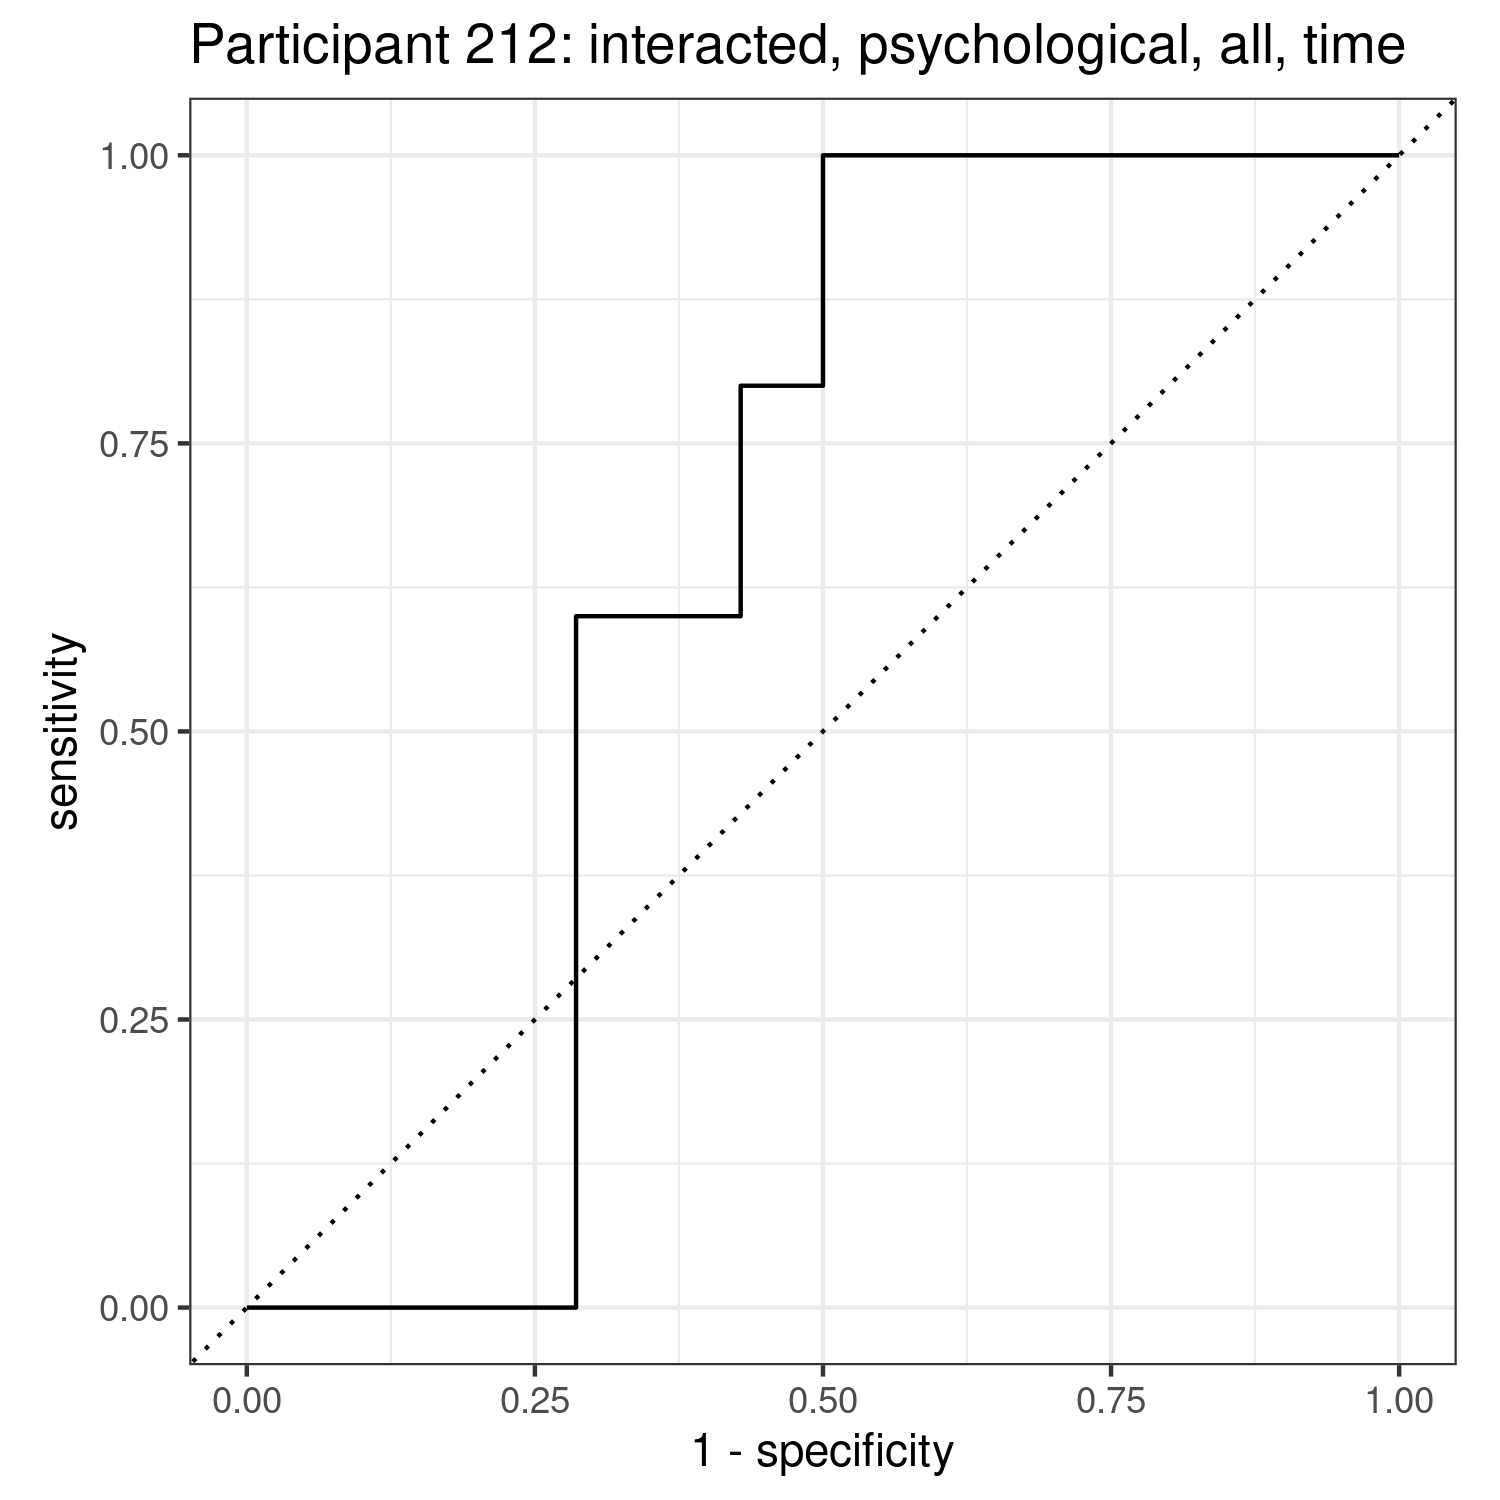 Participant 212: interacted, psychological, all, time
1.00
0.75
0.50
0.25
0.00
sensitivity
0.00 0.25 0.50 0.75 1.00
1 - specificity